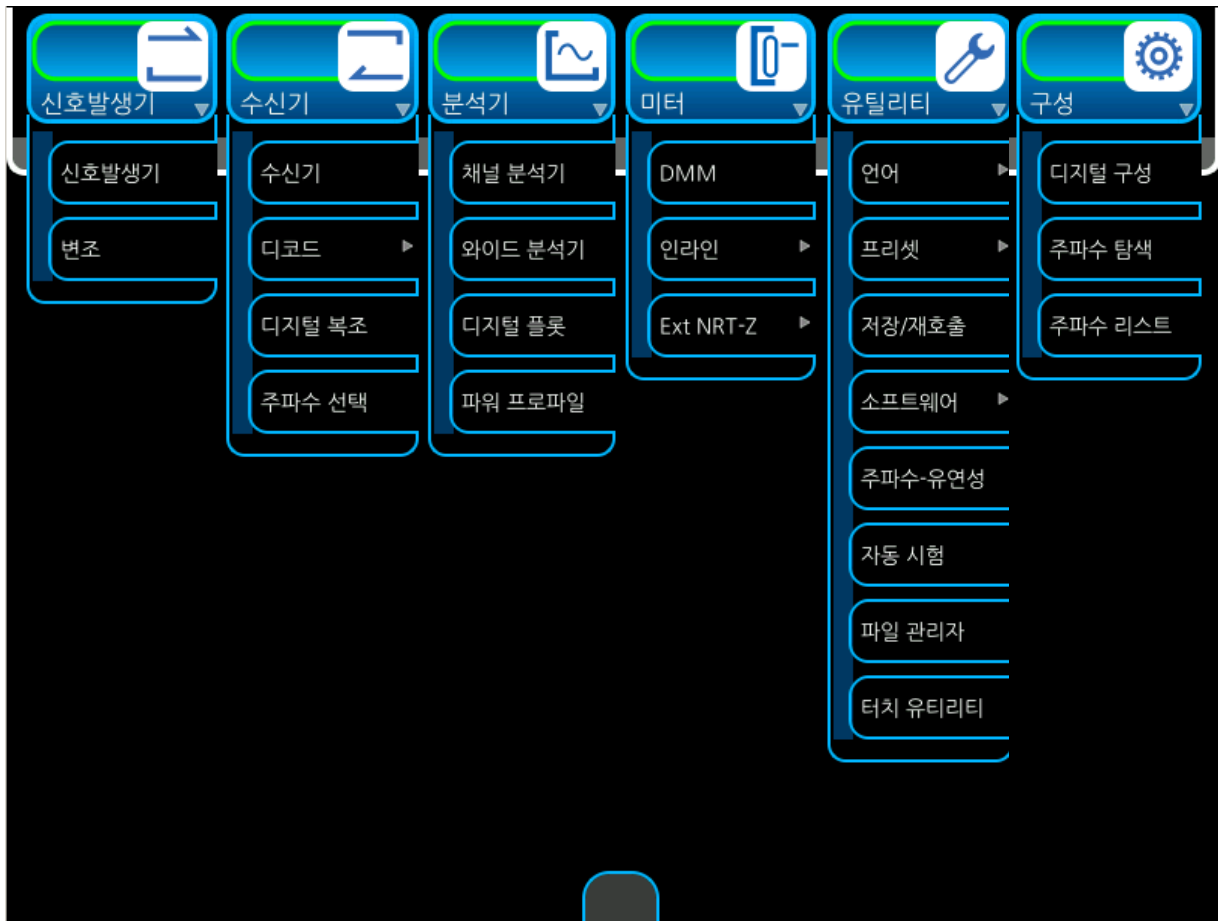 신호발생기
수신기
분석기
미터
유틸리티
구성
신호발생기
변조
수신기
디코드
디지털 복조
주파수 선택
채널 분석기
와이드 분석기
디지털 플롯
파워 프로파일
DMM
인라인
Ext NRT-Z
언어
프리셋
저장/재호출
소프트웨어
주파수-유연성
자동 시험
파일 관리자
터치 유티리티
디지털 구성
주파수 탐색
주파수 리스트